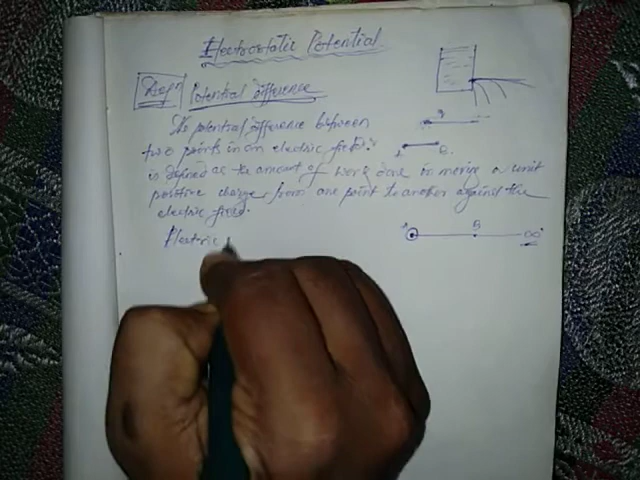 Electrostatic Potential
Defⁿ Potential difference
The potential difference between
two points in an electric field
is defined as the amount of work done in moving a unit
positive charge from one point to another against the
electric field.
Electric
A B
A B ∞